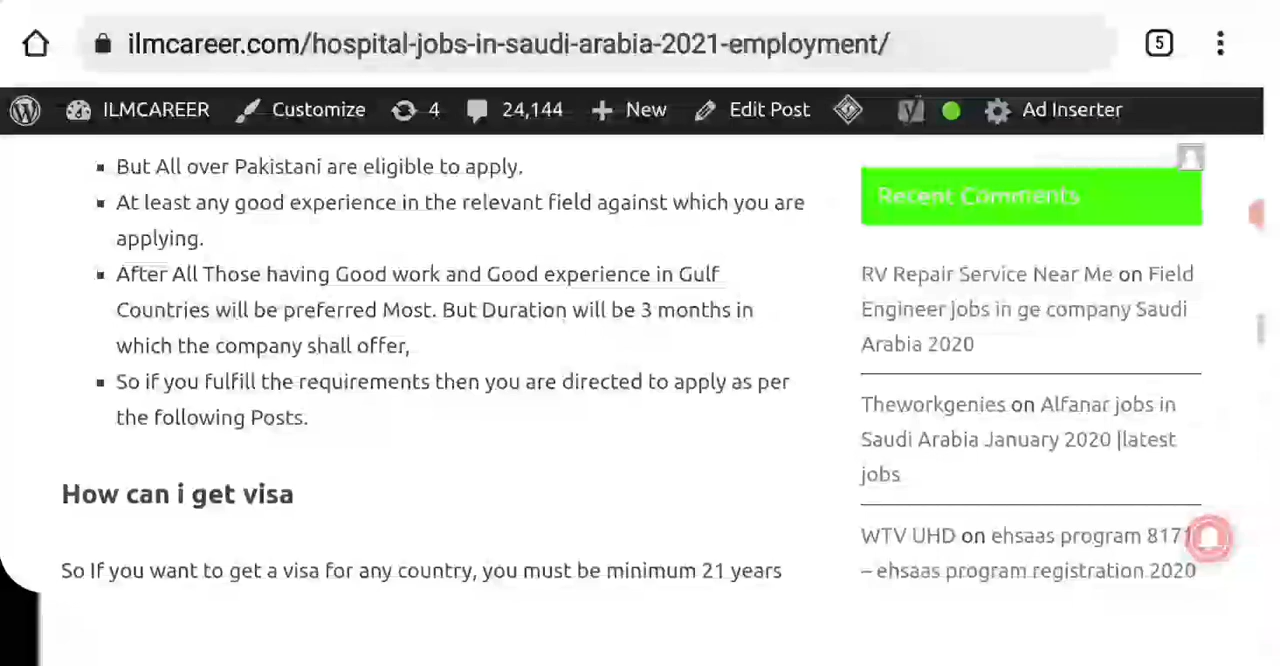 ilmcareer.com/hospital-jobs-in-saudi-arabia-2021-employment/
5
ILMCAREER
Customize
4
24,144
New
Edit Post
Ad Inserter
But All over Pakistani are eligible to apply.
At least any good experience in the relevant field against which you are
applying.
After All Those having Good work and Good experience in Gulf
Countries will be preferred Most. But Duration will be 3 months in
which the company shall offer,
So if you fulfill the requirements then you are directed to apply as per
the following Posts.
How can i get visa
So If you want to get a visa for any country, you must be minimum 21 years
Recent Comments
RV Repair Service Near Me on Field
Engineer jobs in ge company Saudi
Arabia 2020
Theworkgenies on Alfanar jobs in
Saudi Arabia January 2020 |latest
jobs
WTV UHD on ehsaas program 8171
– ehsaas program registration 2020